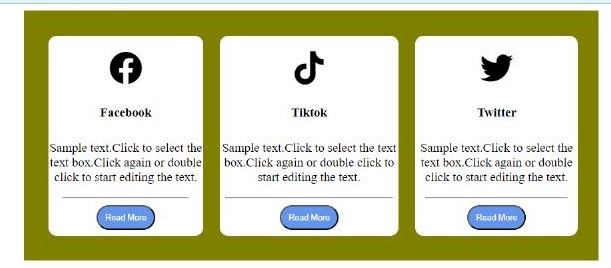 Facebook
Sample text.Click to select the
text box.Click again or double
click to start editing the text.
Read More
Tiktok
Sample text.Click to select the text
box.Click again or double click to
start editing the text.
Read More
Twitter
Sample text.Click to select the
text box.Click again or double
click to start editing the text.
Read More